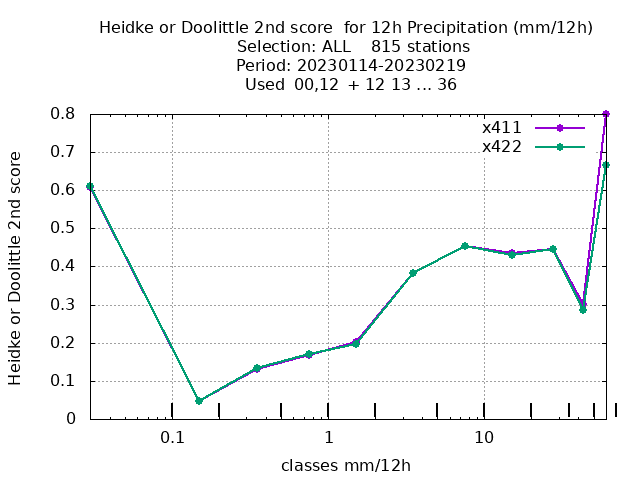 Heidke or Doolittle 2nd score  for 12h Precipitation (mm/12h)
Selection: ALL    815 stations
Period: 20230114-20230219
Used  00,12  + 12 13 ... 36
x411
x422
Heidke or Doolittle 2nd score
0.8
0.7
0.6
0.5
0.4
0.3
0.2
0.1
0
0.1 1 10
classes mm/12h